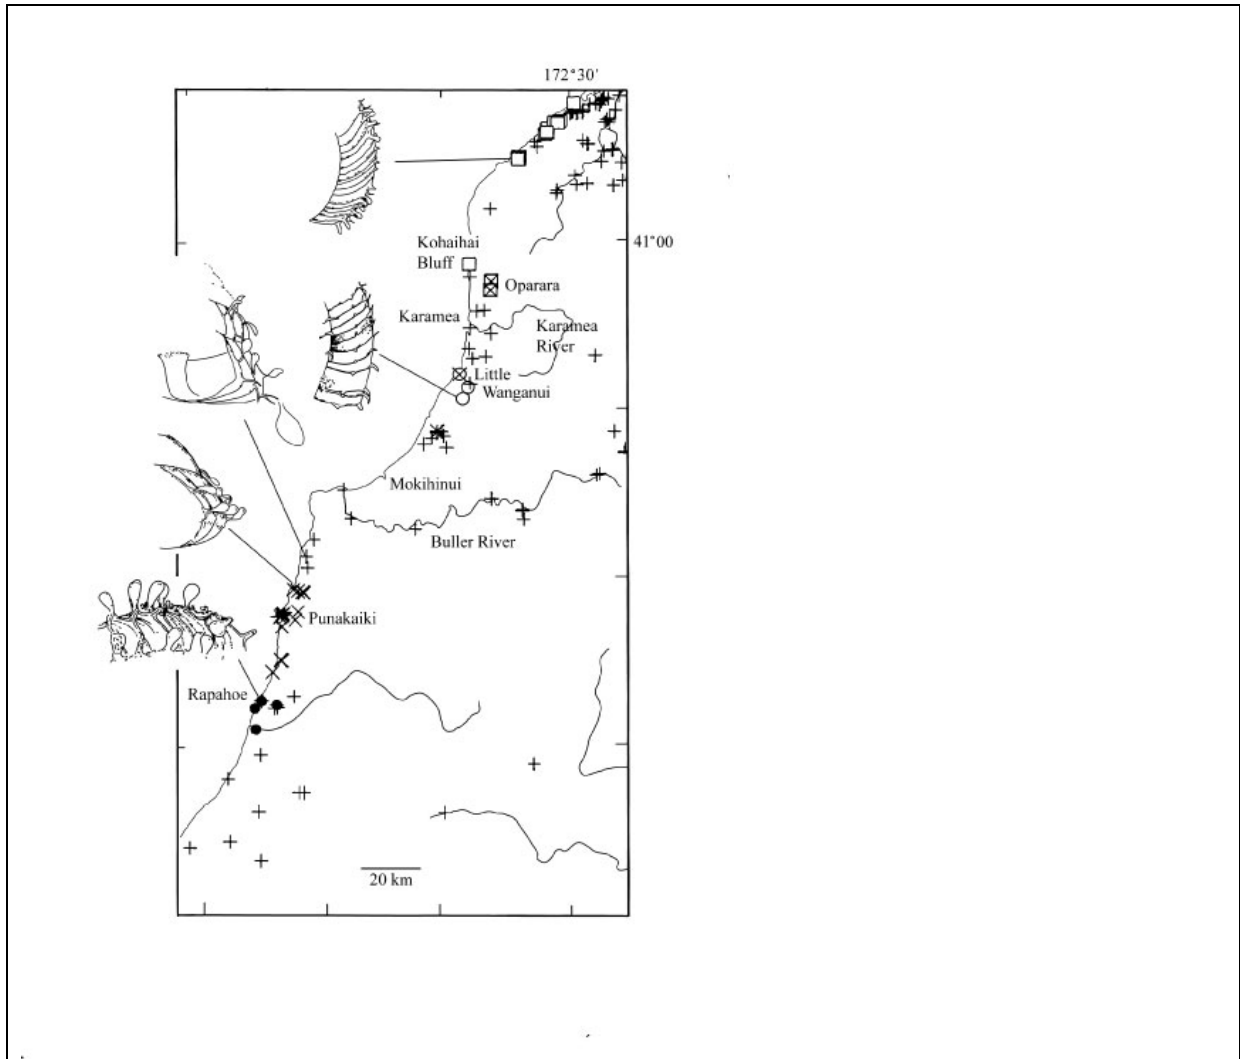 172°30'
41°00
Kohaihai
Bluff
Oparara
Karamea
Karamea
River
Little
Wanganui
Mokihinui
Buller River
Punakaiki
Rapahoe
20 km